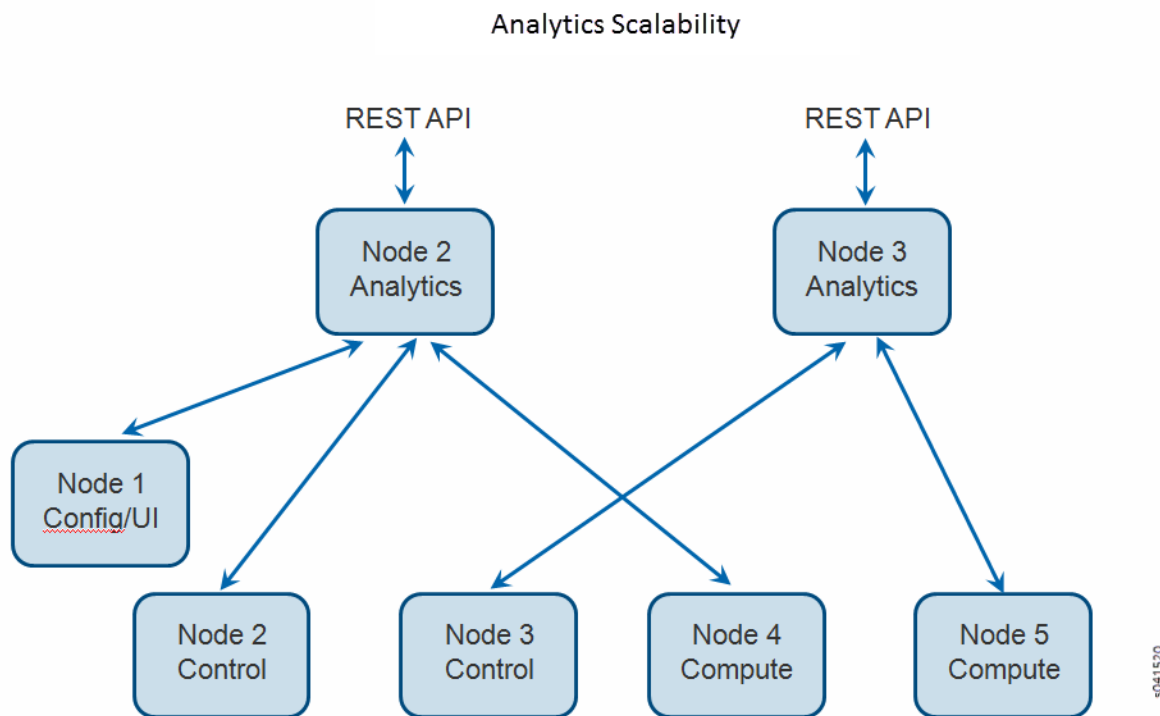 Analytics Scalability
REST API
REST API
Node 2
Analytics
Node 3
Analytics
Node 1
Config/UI
Node 2
Control
Node 3
Control
Node 4
Compute
Node 5
Compute
s041520